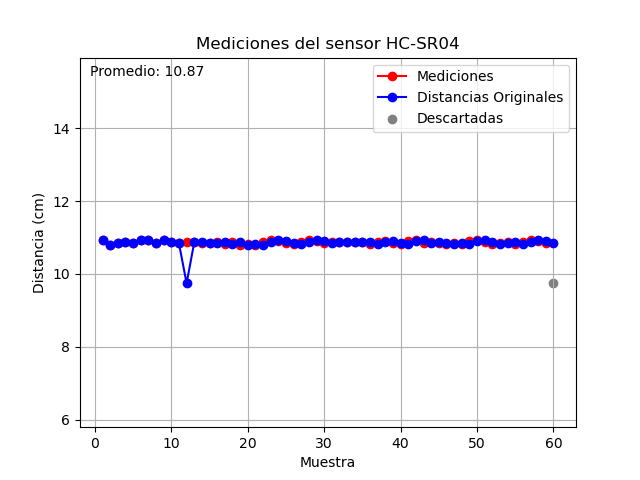 Mediciones del sensor HC-SR04
Promedio: 10.87
Mediciones
Distancias Originales
Descartadas
Distancia (cm)
14
12
10
8
6
0 10 20 30 40 50 60
Muestra